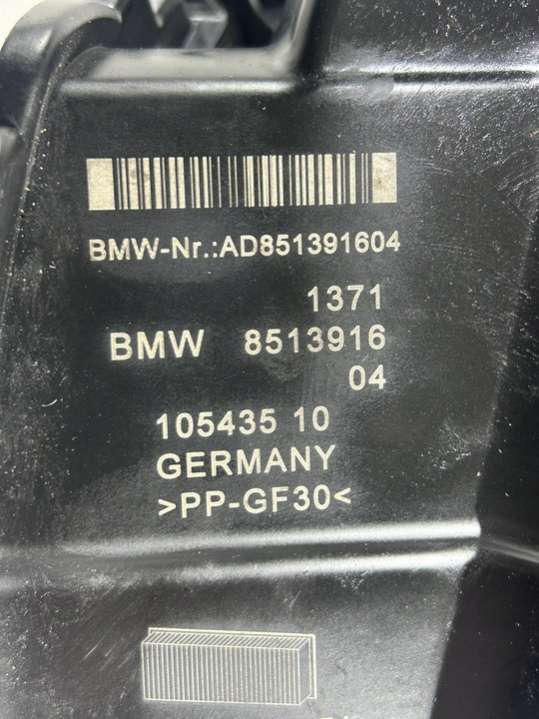 BMW-Nr.:AD851391604
1371
BMW 8513916
04
105435 10
GERMANY
>PP-GF30<